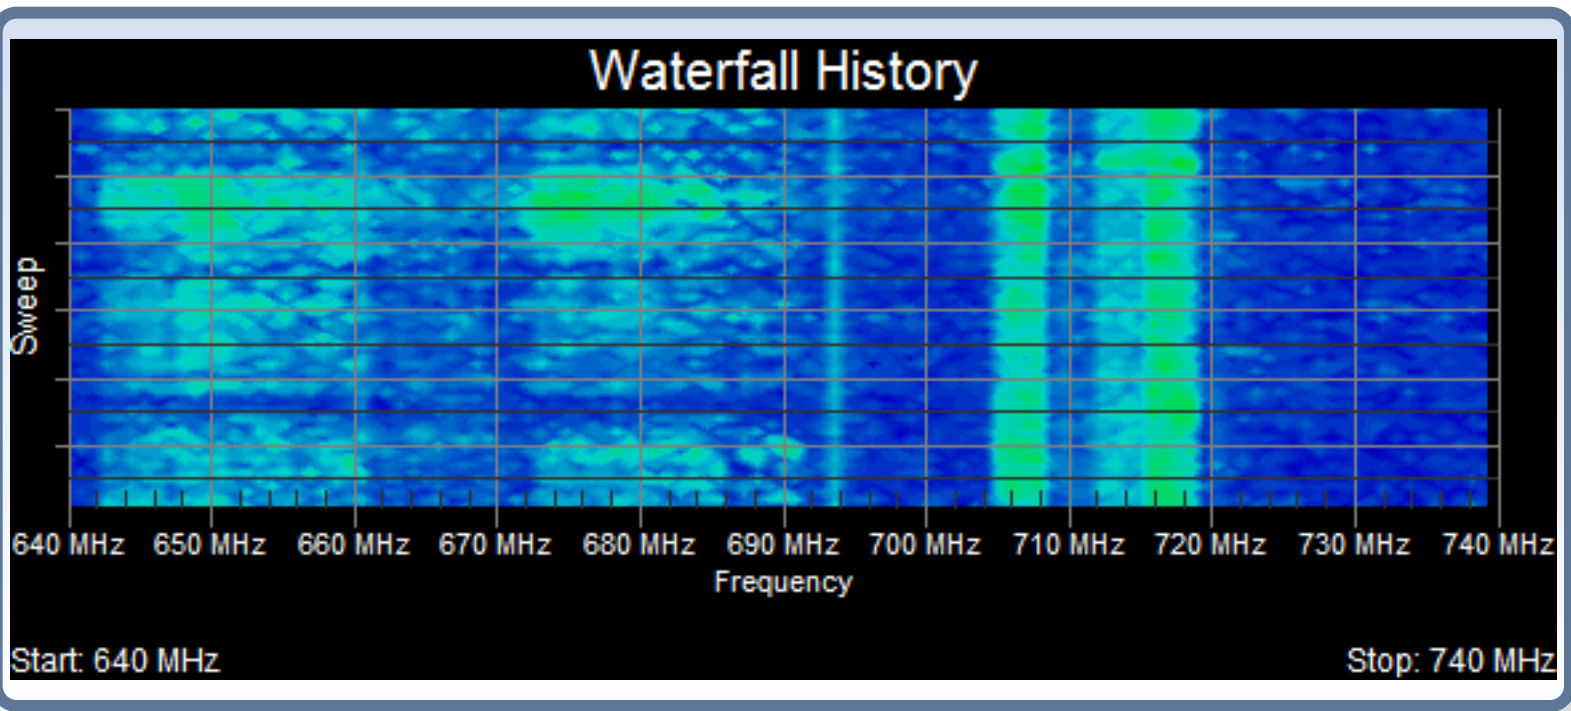 Waterfall History
Sweep
640 MHz 650 MHz 660 MHz 670 MHz 680 MHz 690 MHz 700 MHz 710 MHz 720 MHz 730 MHz 740 MHz
Frequency
Start: 640 MHz
Stop: 740 MHz